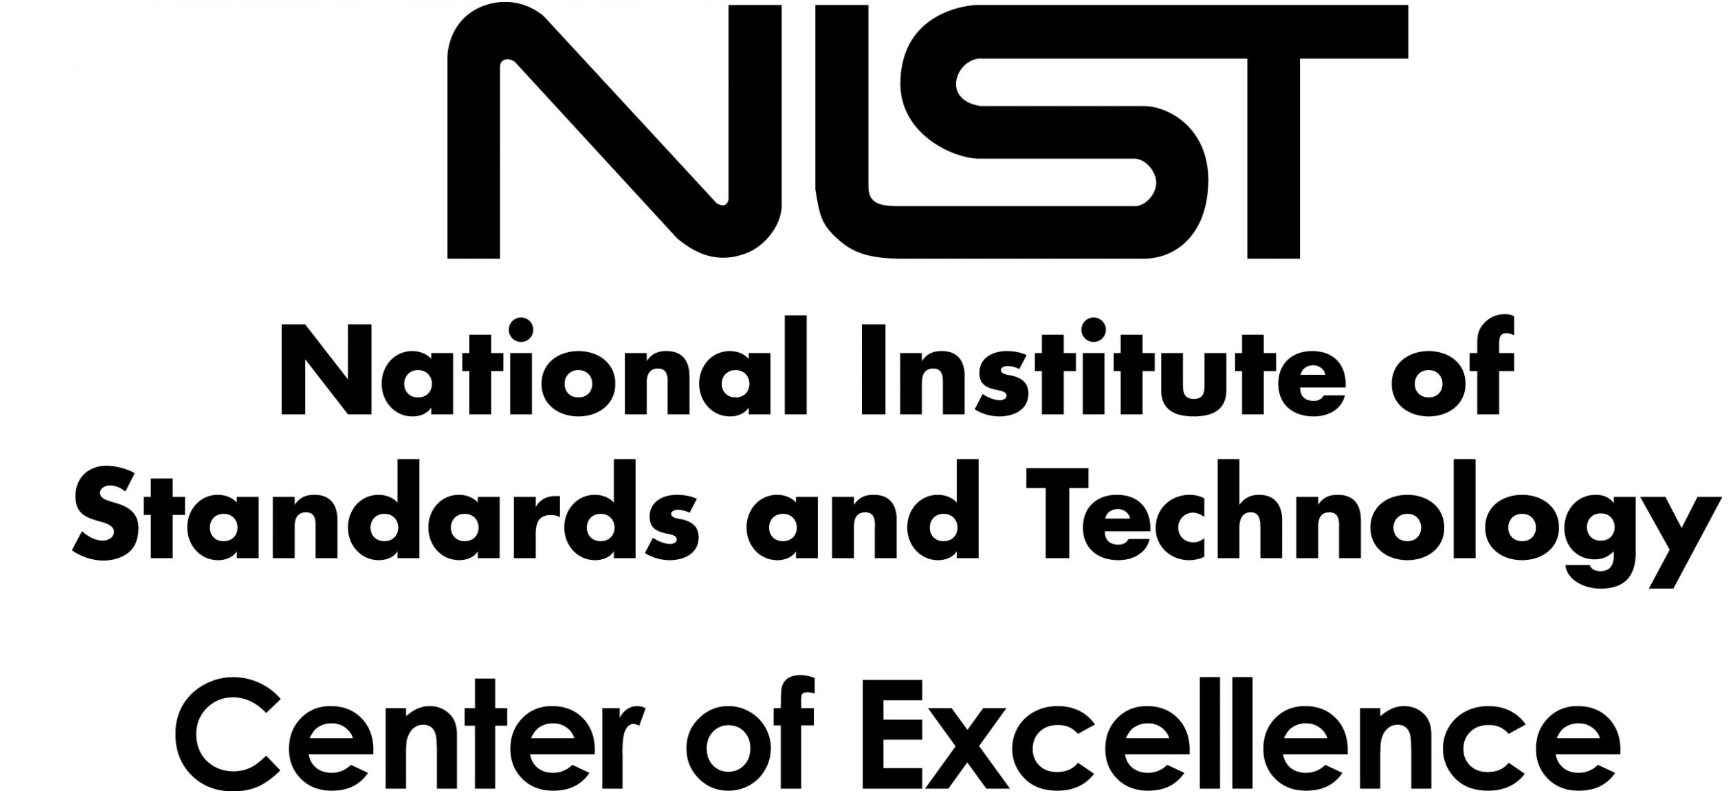 NIST
National Institute of
Standards and Technology
Center of Excellence